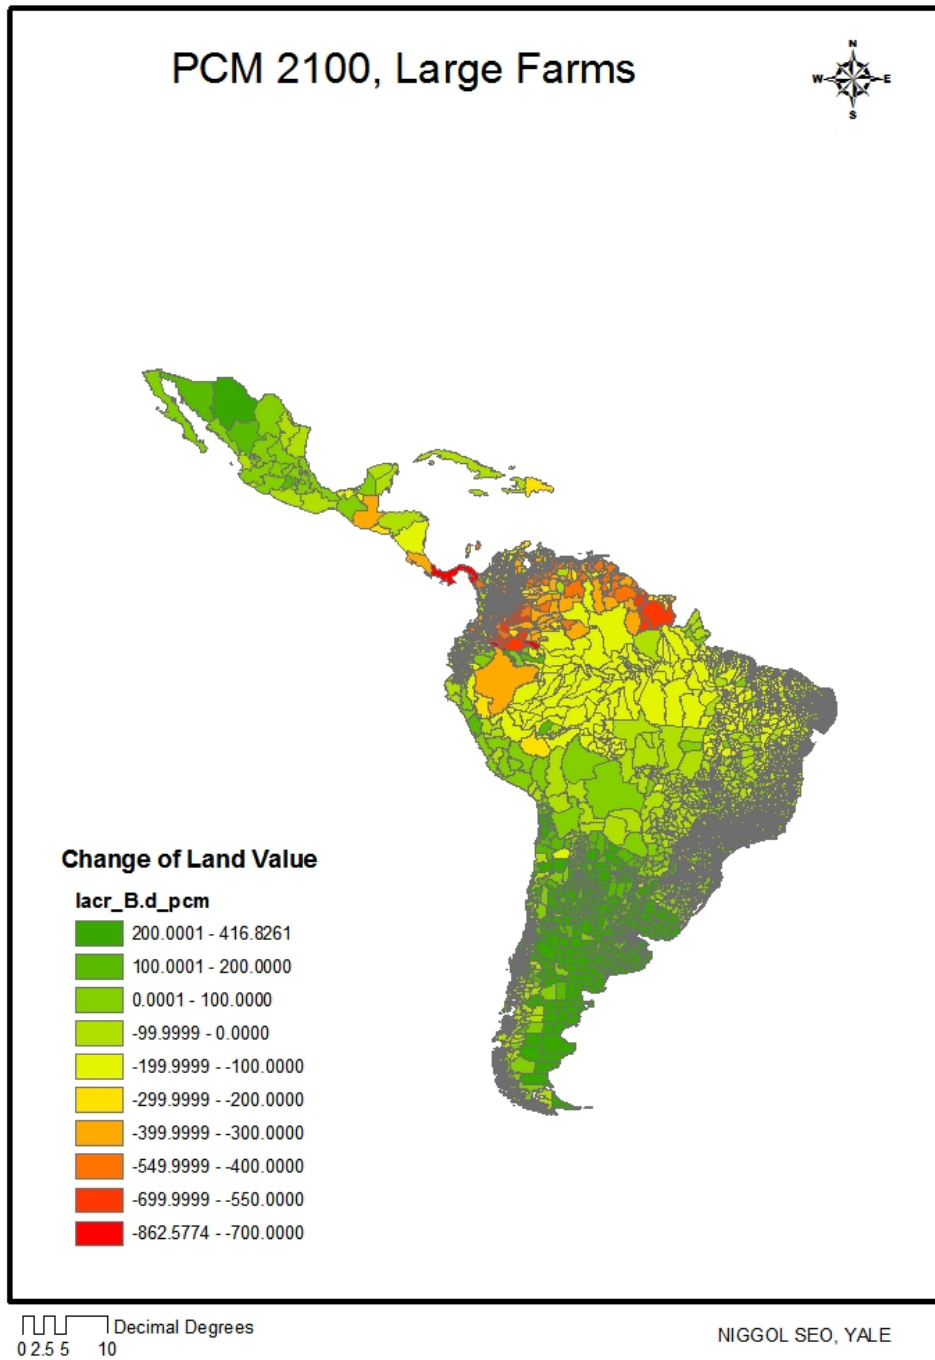 PCM 2100, Large Farms
N
W E
S
Change of Land Value
lacr_B.d_pcm
200.0001 - 416.8261
100.0001 - 200.0000
0.0001 - 100.0000
-99.9999 - 0.0000
-199.9999 - -100.0000
-299.9999 - -200.0000
-399.9999 - -300.0000
-549.9999 - -400.0000
-699.9999 - -550.0000
-862.5774 - -700.0000
Decimal Degrees
0 2.5 5 10
NIGGOL SEO, YALE